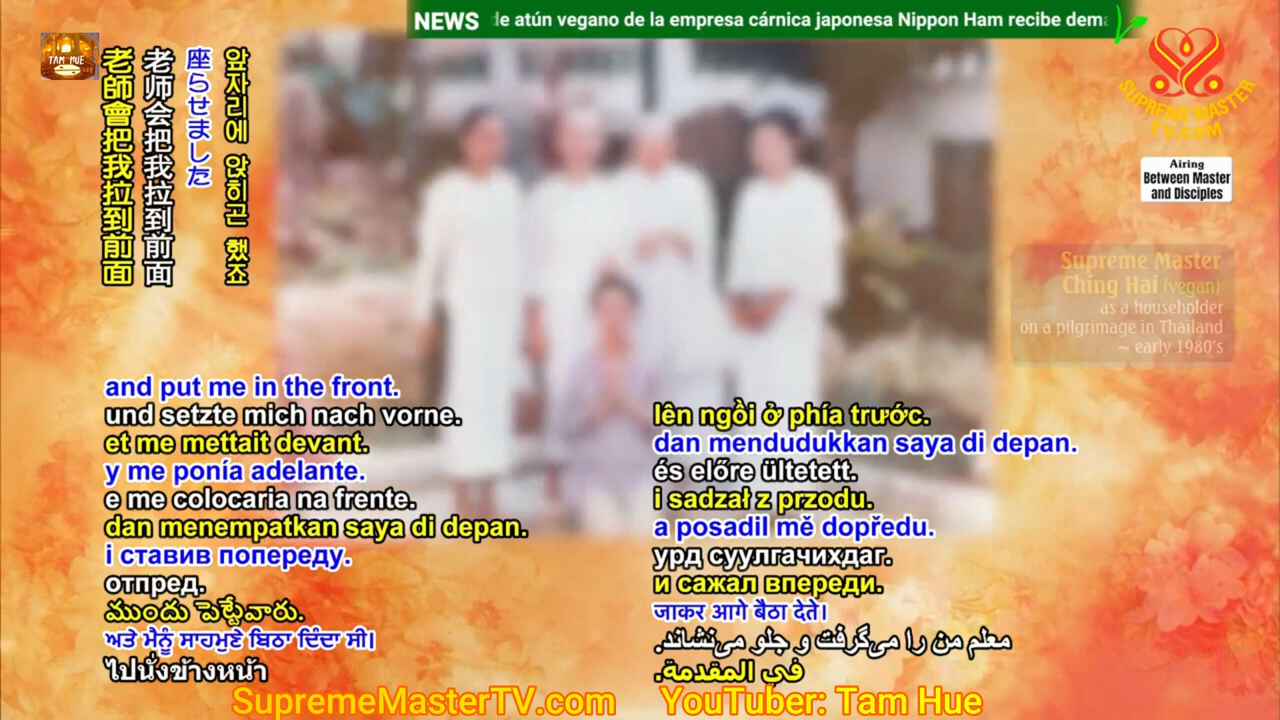 NEWS de atún vegano de la empresa cárnica japonesa Nippon Ham recibe dema
TAM HUE
SUPREME MASTER
TV.COM
Airing
Between Master
and Disciples
Supreme Master
Ching Hai (vegan)
as a householder
on a pilgrimage in Thailand
~ early 1980's
앞자리에 앉히곤 했죠
座らせました
老师会把我拉到前面
老師會把我拉到前面
and put me in the front.
und setzte mich nach vorne.
et me mettait devant.
y me ponía adelante.
e me colocaria na frente.
dan menempatkan saya di depan.
і ставив попереду.
отпред.
ముందు పెట్టేవారు.
ਅਤੇ ਮੈਨੂੰ ਸਾਹਮੁਣੇ ਬਿਠਾ ਦਿੰਦਾ ਸੀ।
ไปนั่งข้างหน้า
lên ngồi ở phía trước.
dan mendudukkan saya di depan.
és előre ültetett.
i sadzał z przodu.
a posadil mě dopředu.
урд суулгачихдаг.
и сажал впереди.
जाकर आगे बैठा देते।
معلم من را می‌گرفت و جلو می‌نشاند.
في المقدمة.
SupremeMasterTV.com YouTuber: Tam Hue